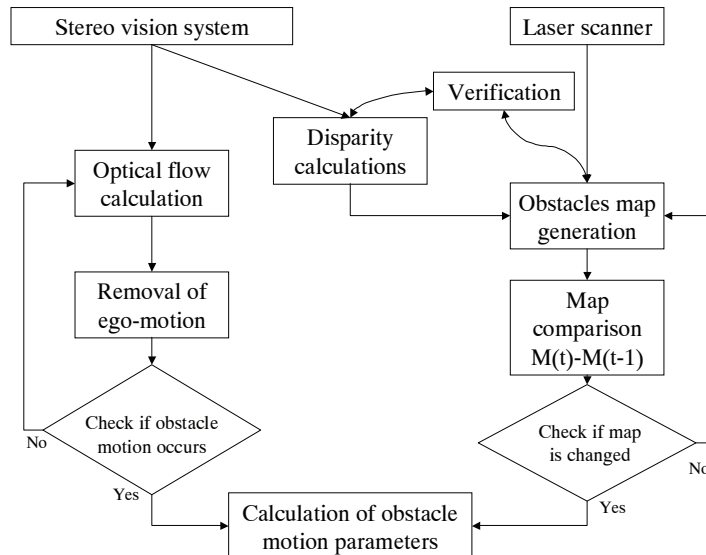 Stereo vision system
Laser scanner
Verification
Disparity
calculations
Optical flow
calculation
Obstacles map
generation
Removal of
ego-motion
Map
comparison
M(t)-M(t-1)
Check if obstacle
motion occurs
No
Yes
Check if map
is changed
No
Yes
Calculation of obstacle
motion parameters